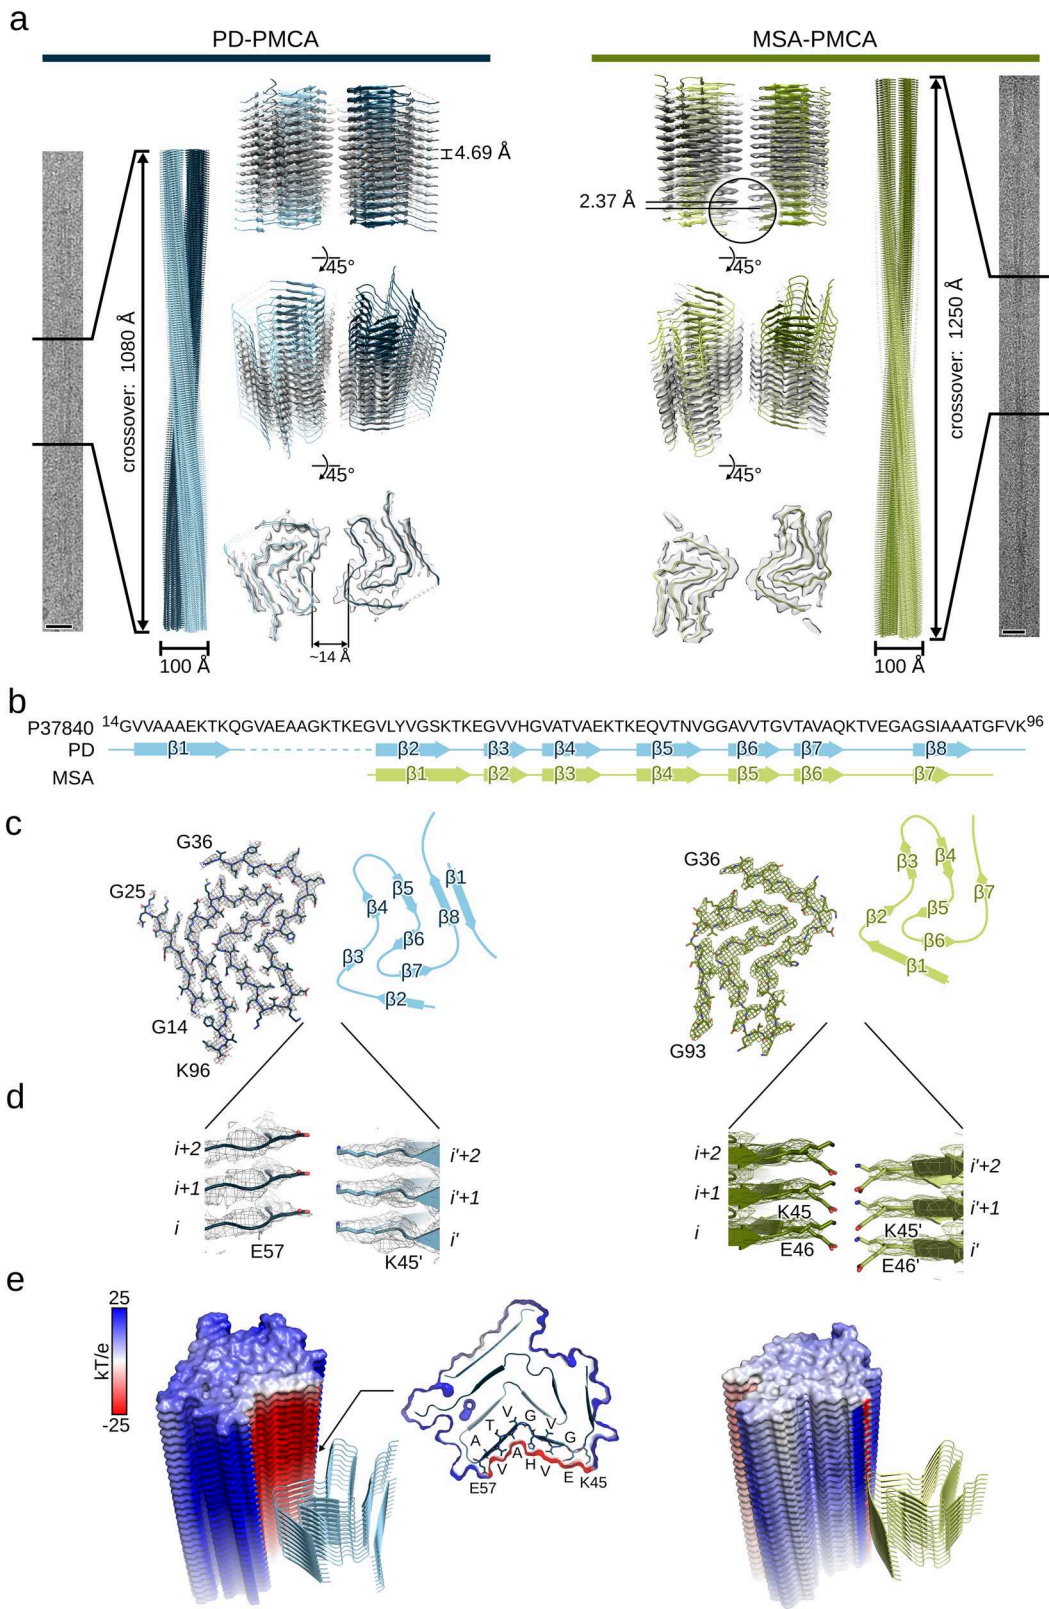 a
PD-PMCA
MSA-PMCA
4.69 Å
2.37 Å
45°
45°
crossover: 1080 Å
crossover: 1250 Å
45°
45°
~14 Å
100 Å
100 Å
b
P37840 14GVVAAAEKTKQGVAEAAGKTKEGVLYVGSKTKEGVVHGVATVAEKTKEQVTNVGGAVVTGVTAVAQKTVEGAGSIAAATGFVK96
PD β1 β2 β3 β4 β5 β6 β7 β8
MSA β1 β2 β3 β4 β5 β6 β7
c
G36
G25
G14
K96
β1
β5
β4
β8
β6
β3
β7
β2
G36
G93
β3
β4
β7
β2
β5
β6
β1
d
i+2
i+1
i
E57
i'+2
i'+1
i'
K45'
i+2
i+1
i
K45
E46
i'+2
i'+1
i'
K45'
E46'
e
25
kT/e
-25
V G
T V
A G
V A H V E
E57 K45